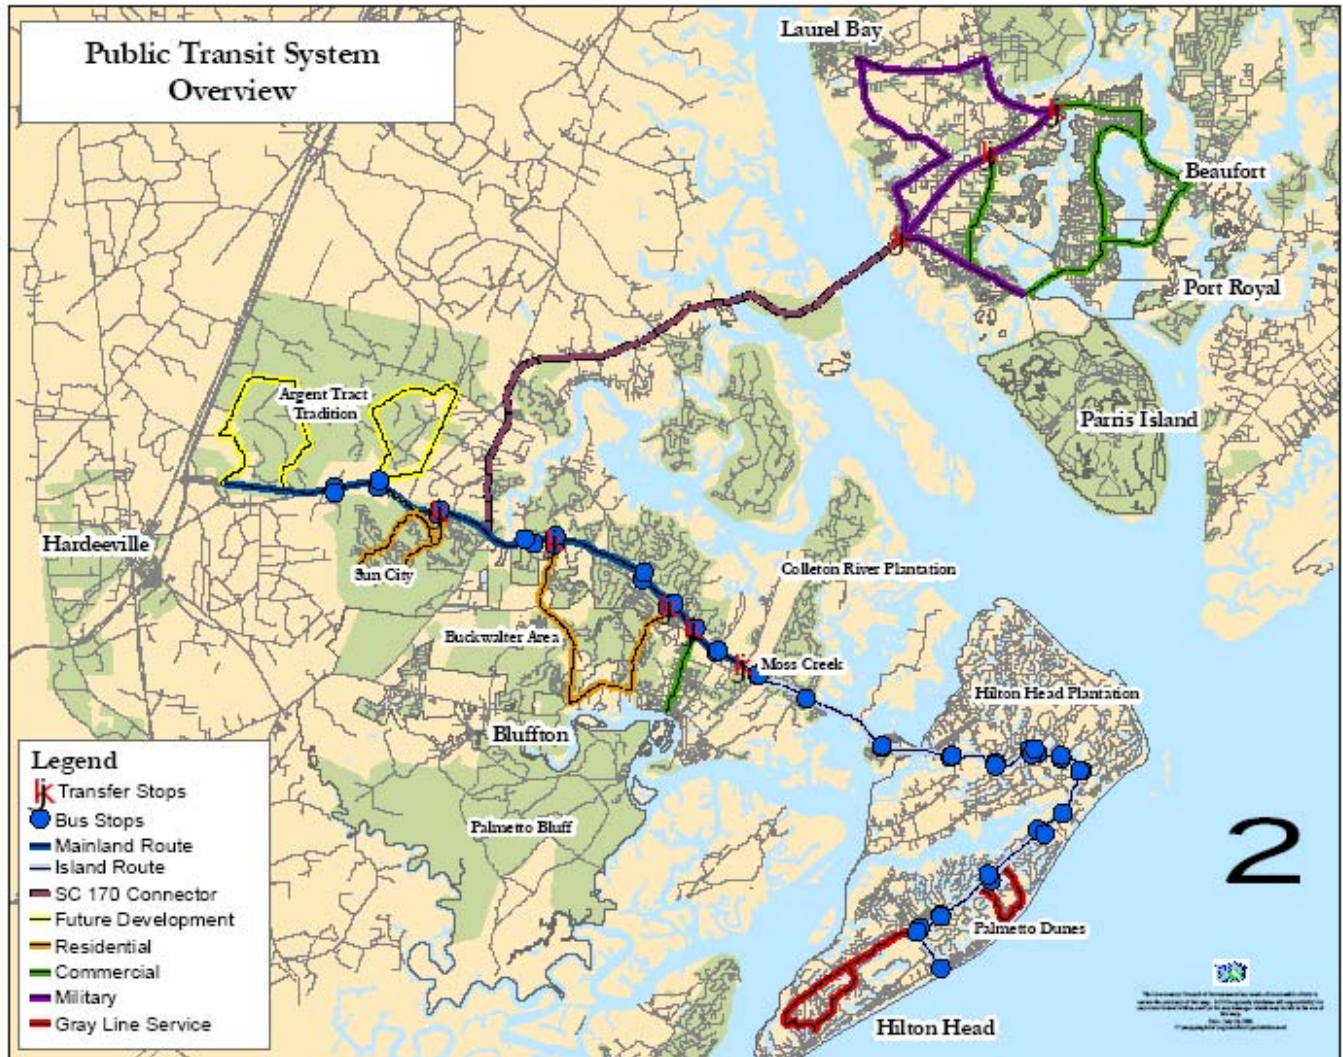 Public Transit System
Overview
Laurel Bay
Beaufort
Port Royal
Parris Island
Argent Tract
Tradition
Hardeeville
Sun City
Colleton River Plantation
Buckwalter Area
Moss Creek
Hilton Head Plantation
Bluffton
Palmetto Bluff
Palmetto Dunes
Hilton Head
2
Legend
Transfer Stops
Bus Stops
Mainland Route
Island Route
SC 170 Connector
Future Development
Residential
Commercial
Military
Gray Line Service